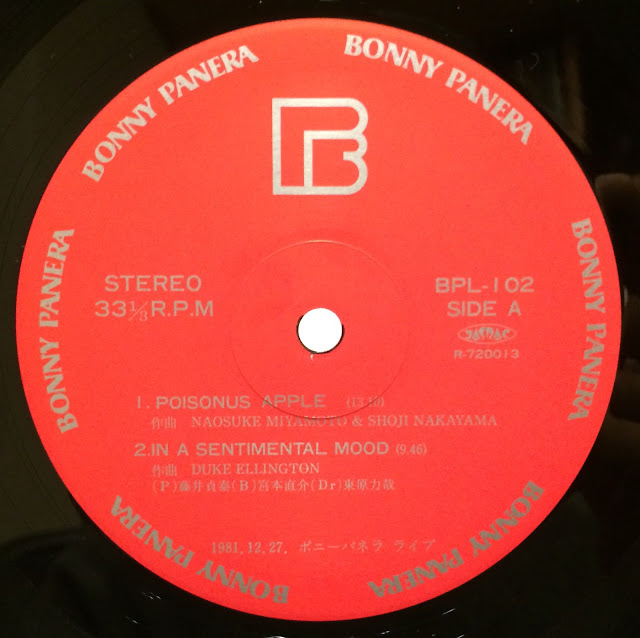 BONNY PANERA
BONNY PANERA
BONNY PANERA
BONNY PANERA
BONNY PANERA
BONNY PANERA
STEREO
33⅓ R.P.M
BPL-102
SIDE A
JASRAC
R-720013
1. POISONUS APPLE
作曲 NAOSUKE MIYAMOTO & SHOJI NAKAYAMA
2.IN A SENTIMENTAL MOOD (9.46)
作曲 DUKE ELLINGTON
(P)藤井貞泰(B)宮本直介(Dr)東原力哉
1981.12.27. ボニーパネラ ライブ